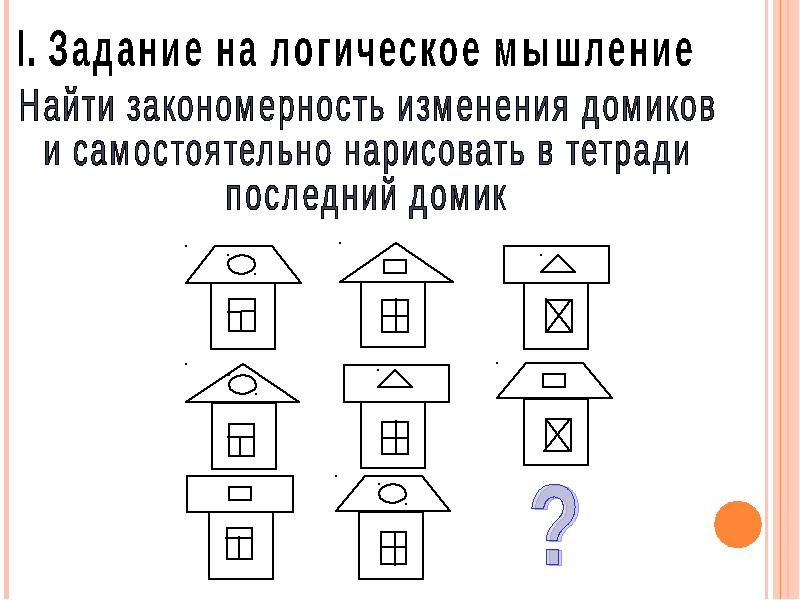 I. Задание на логическое мышление
Найти закономерность изменения домиков
и самостоятельно нарисовать в тетради
последний домик
?